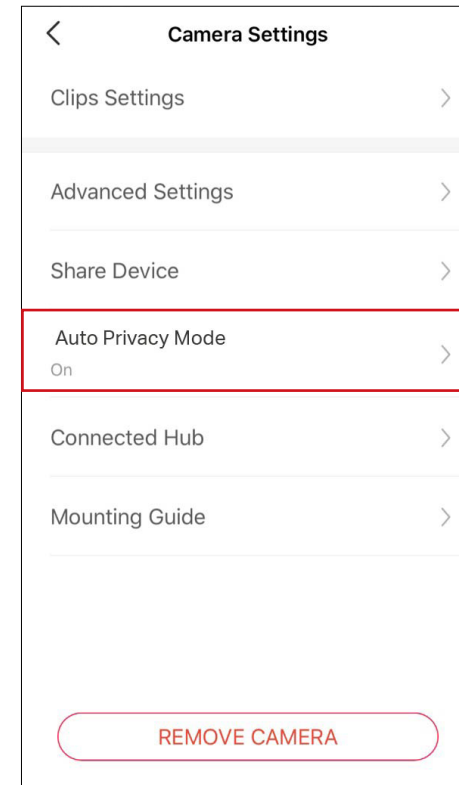 Camera Settings
Clips Settings
Advanced Settings
Share Device
Auto Privacy Mode
On
Connected Hub
Mounting Guide
REMOVE CAMERA